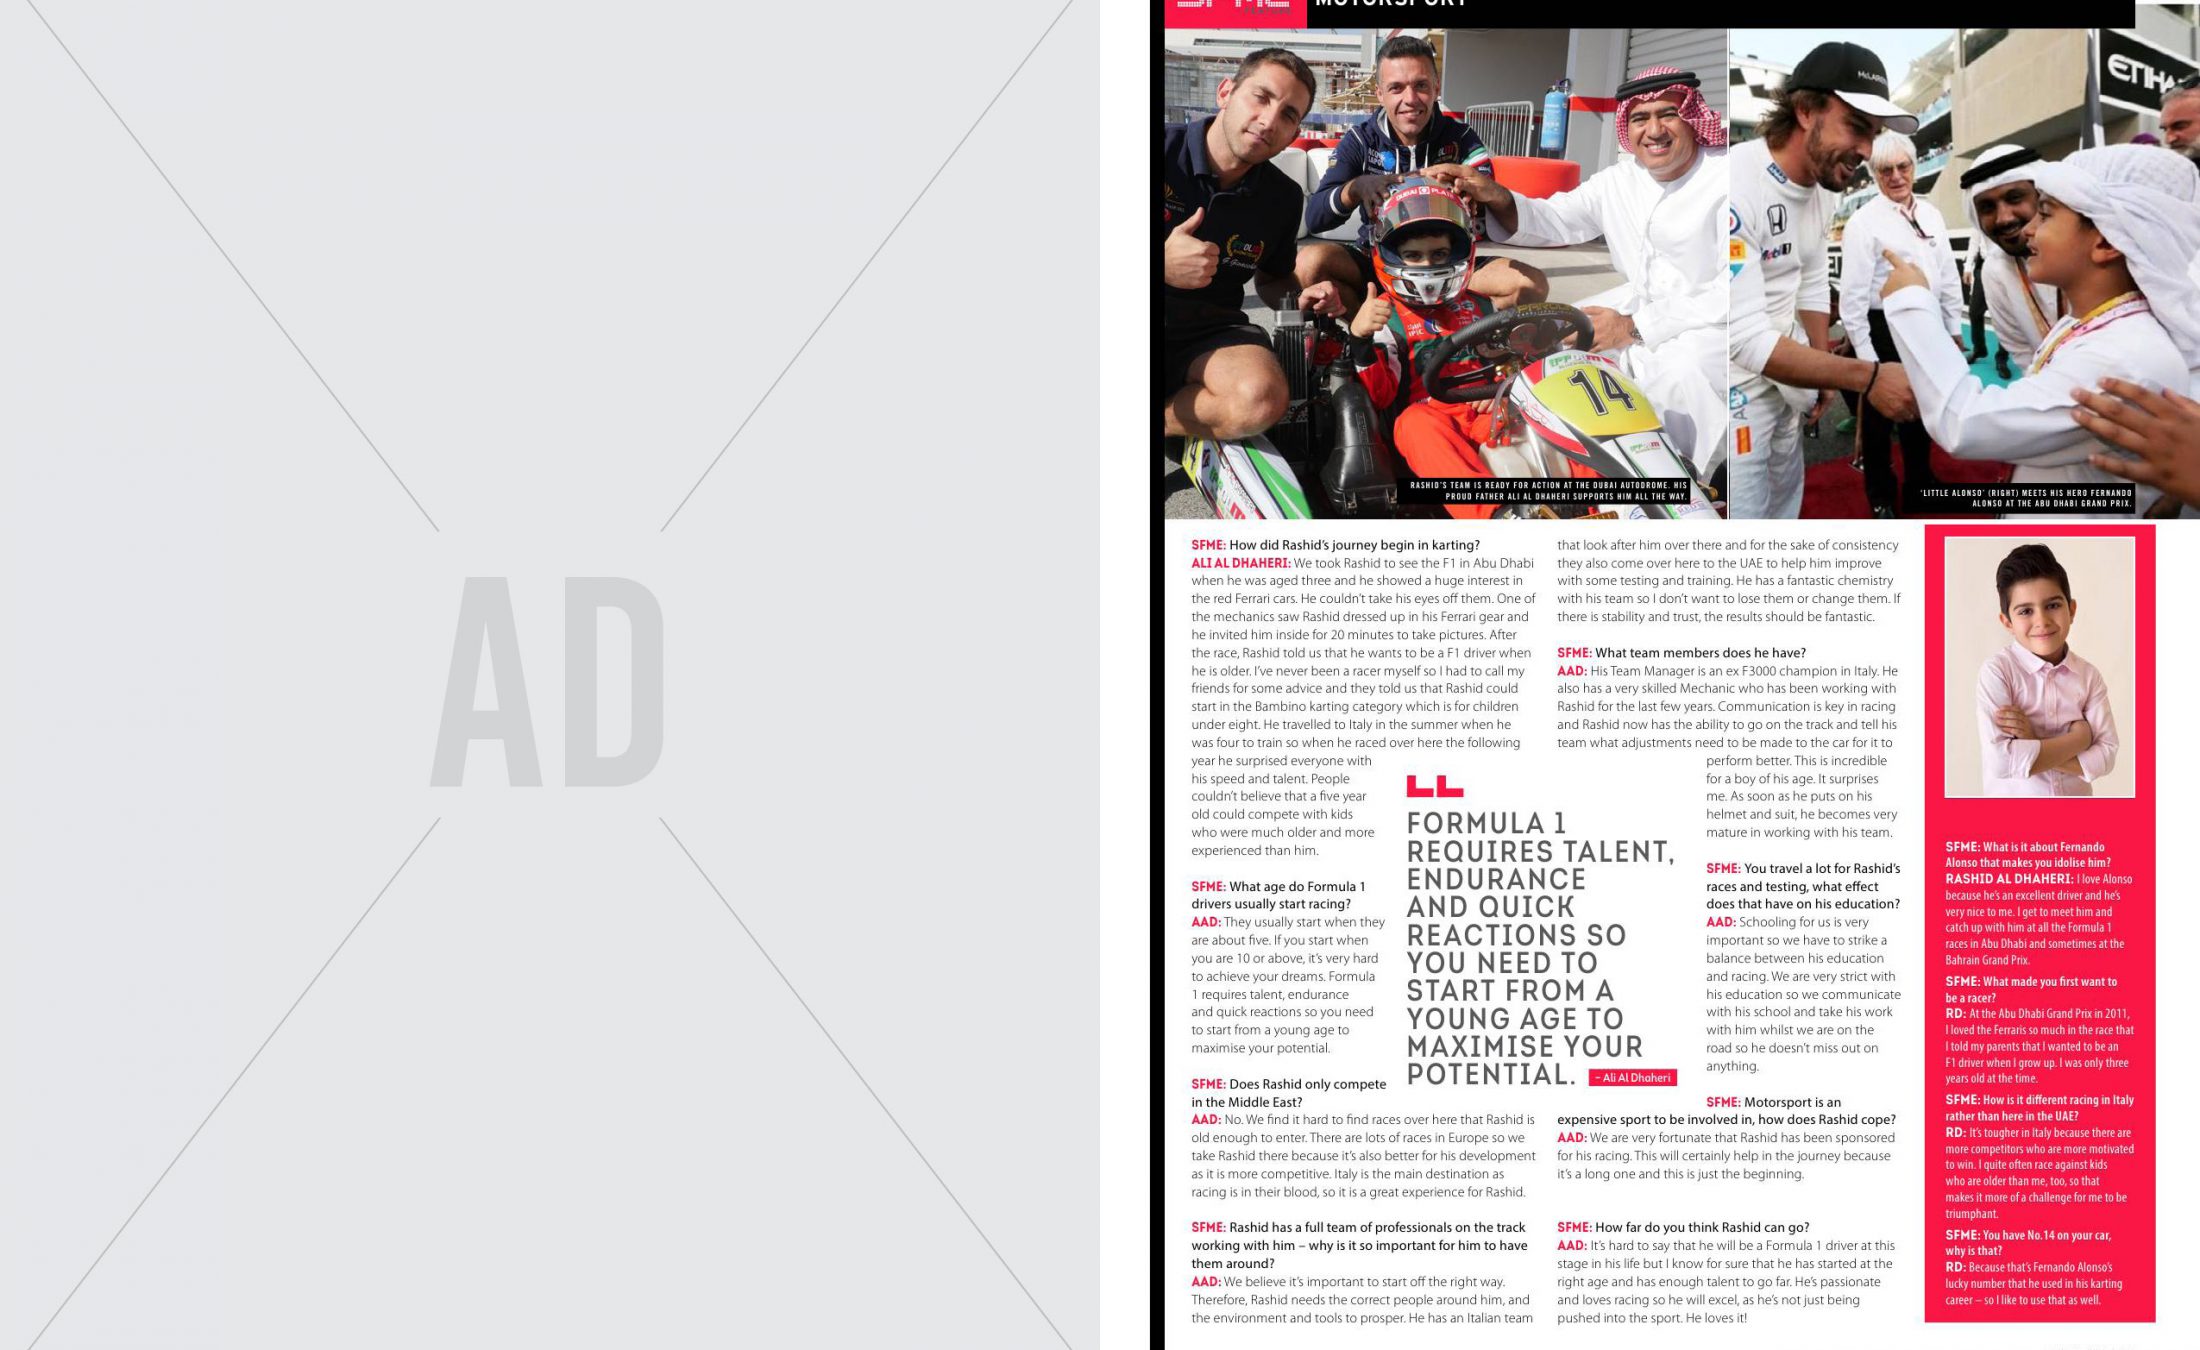 AD
MOTORSPORT
McLAREN
ETIHA
DUBAI
14
RASHID'S TEAM IS READY FOR ACTION AT THE DUBAI AUTODROME. HIS
PROUD FATHER ALI AL DHAHERI SUPPORTS HIM ALL THE WAY.
'LITTLE ALONSO' (RIGHT) MEETS HIS HERO FERNANDO
ALONSO AT THE ABU DHABI GRAND PRIX.
SFME: How did Rashid's journey begin in karting?
ALI AL DHAHERI: We took Rashid to see the F1 in Abu Dhabi
when he was aged three and he showed a huge interest in
the red Ferrari cars. He couldn't take his eyes off them. One of
the mechanics saw Rashid dressed up in his Ferrari gear and
he invited him inside for 20 minutes to take pictures. After
the race, Rashid told us that he wants to be a F1 driver when
he is older. I've never been a racer myself so I had to call my
friends for some advice and they told us that Rashid could
start in the Bambino karting category which is for children
under eight. He travelled to Italy in the summer when he
was four to train so when he raced over here the following
year he surprised everyone with
his speed and talent. People
couldn't believe that a five year
old could compete with kids
who were much older and more
experienced than him.
SFME: What age do Formula 1
drivers usually start racing?
AAD: They usually start when they
are about five. If you start when
you are 10 or above, it's very hard
to achieve your dreams. Formula
1 requires talent, endurance
and quick reactions so you need
to start from a young age to
maximise your potential.
SFME: Does Rashid only compete
in the Middle East?
AAD: No. We find it hard to find races over here that Rashid is
old enough to enter. There are lots of races in Europe so we
take Rashid there because it's also better for his development
as it is more competitive. Italy is the main destination as
racing is in their blood, so it is a great experience for Rashid.
SFME: Rashid has a full team of professionals on the track
working with him – why is it so important for him to have
them around?
AAD: We believe it's important to start off the right way.
Therefore, Rashid needs the correct people around him, and
the environment and tools to prosper. He has an Italian team
FORMULA 1
REQUIRES TALENT,
ENDURANCE
AND QUICK
REACTIONS SO
YOU NEED TO
START FROM A
YOUNG AGE TO
MAXIMISE YOUR
POTENTIAL. – Ali Al Dhaheri
that look after him over there and for the sake of consistency
they also come over here to the UAE to help him improve
with some testing and training. He has a fantastic chemistry
with his team so I don't want to lose them or change them. If
there is stability and trust, the results should be fantastic.
SFME: What team members does he have?
AAD: His Team Manager is an ex F3000 champion in Italy. He
also has a very skilled Mechanic who has been working with
Rashid for the last few years. Communication is key in racing
and Rashid now has the ability to go on the track and tell his
team what adjustments need to be made to the car for it to
perform better. This is incredible
for a boy of his age. It surprises
me. As soon as he puts on his
helmet and suit, he becomes very
mature in working with his team.
SFME: You travel a lot for Rashid's
races and testing, what effect
does that have on his education?
AAD: Schooling for us is very
important so we have to strike a
balance between his education
and racing. We are very strict with
his education so we communicate
with his school and take his work
with him whilst we are on the
road so he doesn't miss out on
anything.
SFME: Motorsport is an
expensive sport to be involved in, how does Rashid cope?
AAD: We are very fortunate that Rashid has been sponsored
for his racing. This will certainly help in the journey because
it's a long one and this is just the beginning.
SFME: How far do you think Rashid can go?
AAD: It's hard to say that he will be a Formula 1 driver at this
stage in his life but I know for sure that he has started at the
right age and has enough talent to go far. He's passionate
and loves racing so he will excel, as he's not just being
pushed into the sport. He loves it!
SFME: What is it about Fernando
Alonso that makes you idolise him?
RASHID AL DHAHERI: I love Alonso
because he's an excellent driver and he's
very nice to me. I get to meet him and
catch up with him at all the Formula 1
races in Abu Dhabi and sometimes at the
Bahrain Grand Prix.
SFME: What made you first want to
be a racer?
RD: At the Abu Dhabi Grand Prix in 2011,
I loved the Ferraris so much in the race that
I told my parents that I wanted to be an
F1 driver when I grow up. I was only three
years old at the time.
SFME: How is it different racing in Italy
rather than here in the UAE?
RD: It's tougher in Italy because there are
more competitors who are more motivated
to win. I quite often race against kids
who are older than me, too, so that
makes it more of a challenge for me to be
triumphant.
SFME: You have No.14 on your car,
why is that?
RD: Because that's Fernando Alonso's
lucky number that he used in his karting
career – so I like to use that as well.